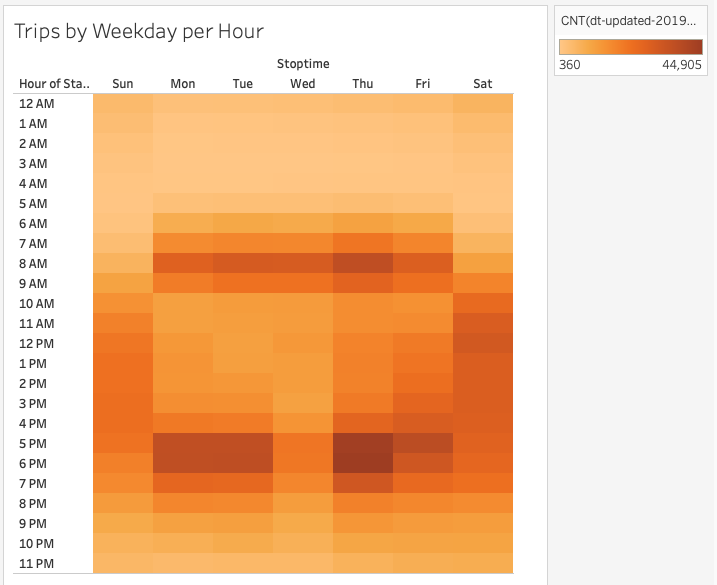 Trips by Weekday per Hour
Stoptime
Hour of Sta.. Sun Mon Tue Wed Thu Fri Sat
12 AM
1 AM
2 AM
3 AM
4 AM
5 AM
6 AM
7 AM
8 AM
9 AM
10 AM
11 AM
12 PM
1 PM
2 PM
3 PM
4 PM
5 PM
6 PM
7 PM
8 PM
9 PM
10 PM
11 PM
CNT(dt-updated-2019...
360 44,905